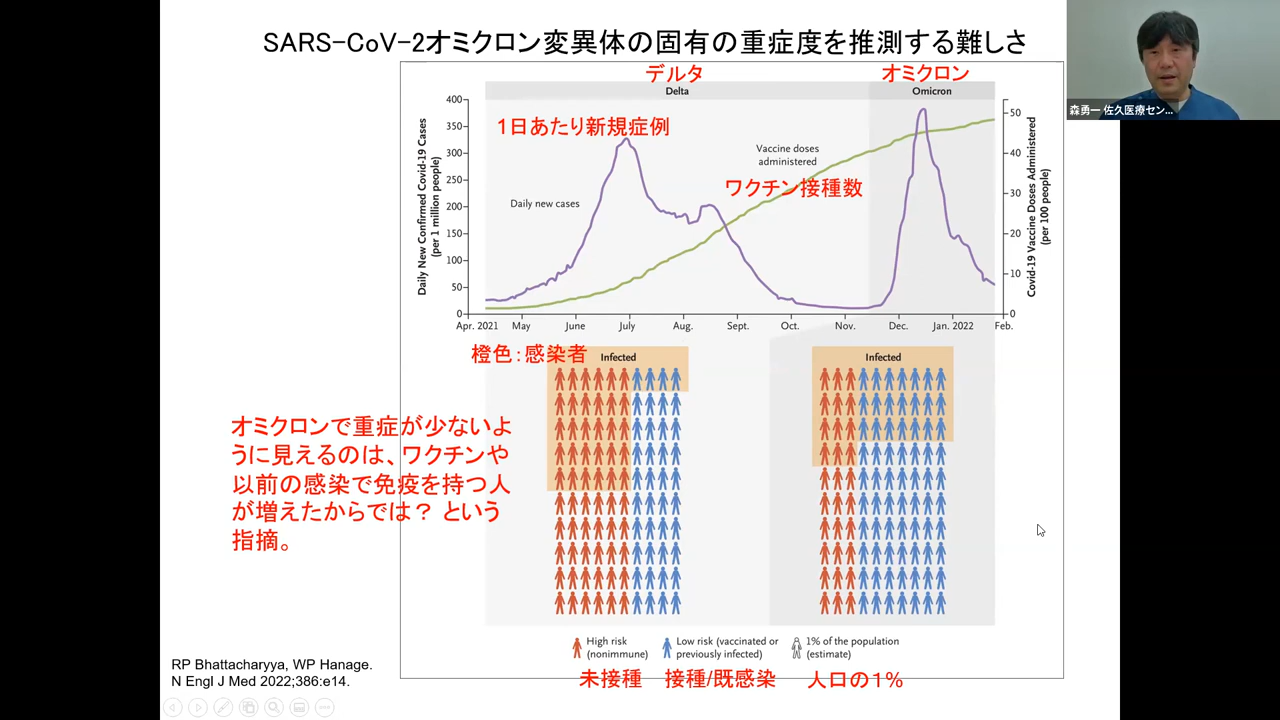 SARS-CoV-2オミクロン変異体の固有の重症度を推測する難しさ
森勇一 佐久医療セン...
デルタ
オミクロン
Delta
Omicron
1日あたり新規症例
Daily New Confirmed Covid-19 Cases
(per 1 million people)
400
350
300
250
200
150
100
50
0
Vaccine doses
administered
ワクチン接種数
Daily new cases
50
40
30
20
10
0
Covid-19 Vaccine Doses Administered
(per 100 people)
Apr. 2021 May June July Aug. Sept. Oct. Nov. Dec. Jan. 2022 Feb.
橙色：感染者
Infected
Infected
オミクロンで重症が少ないよ
うに見えるのは、ワクチンや
以前の感染で免疫を持つ人
が増えたからでは？ という
指摘。
High risk
(nonimmune)
Low risk (vaccinated or
previously infected)
1% of the population
(estimate)
未接種 接種/既感染 人口の1%
RP Bhattacharyya, WP Hanage.
N Engl J Med 2022;386:e14.